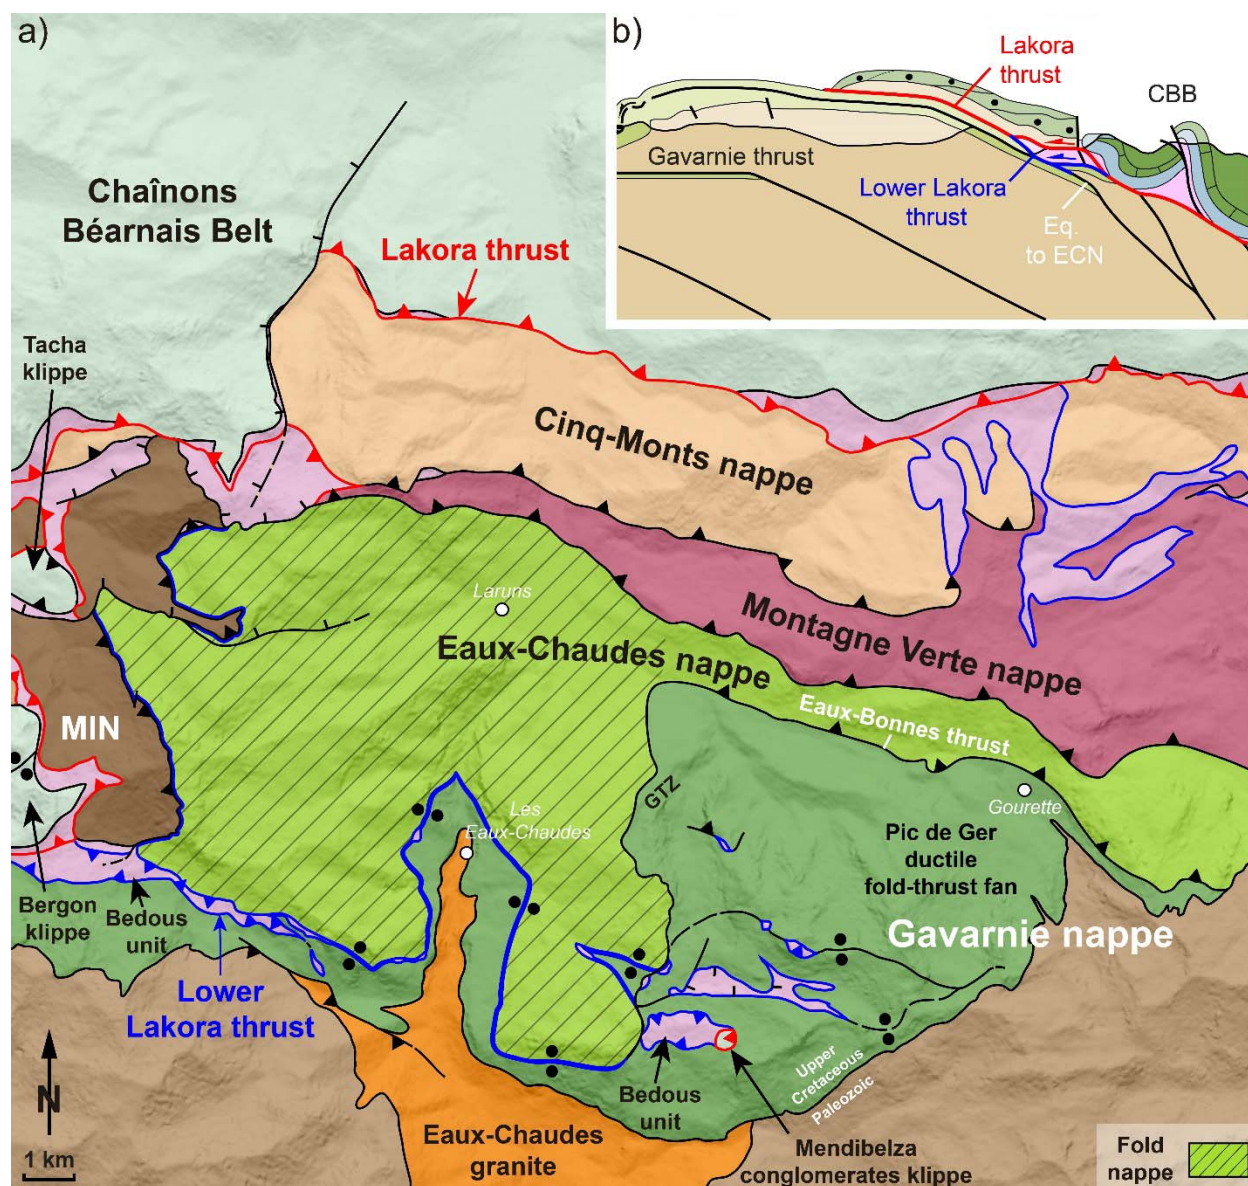 a)
b)
Lakora
thrust
CBB
Gavarnie thrust
Lower Lakora
thrust
Eq.
to ECN
Chaînons
Béarnais Belt
Lakora thrust
Tacha
klippe
Cinq-Monts nappe
Laruns
Montagne Verte nappe
Eaux-Chaudes nappe
Eaux-Bonnes thrust
MIN
GTZ
Gourette
Les
Eaux-Chaudes
Pic de Ger
ductile
fold-thrust fan
Bergon
klippe
Bedous
unit
Gavarnie nappe
Lower
Lakora thrust
N
1 km
Upper
Cretaceous
Paleozoic
Bedous
unit
Eaux-Chaudes
granite
Mendibelza
conglomerates klippe
Fold
nappe